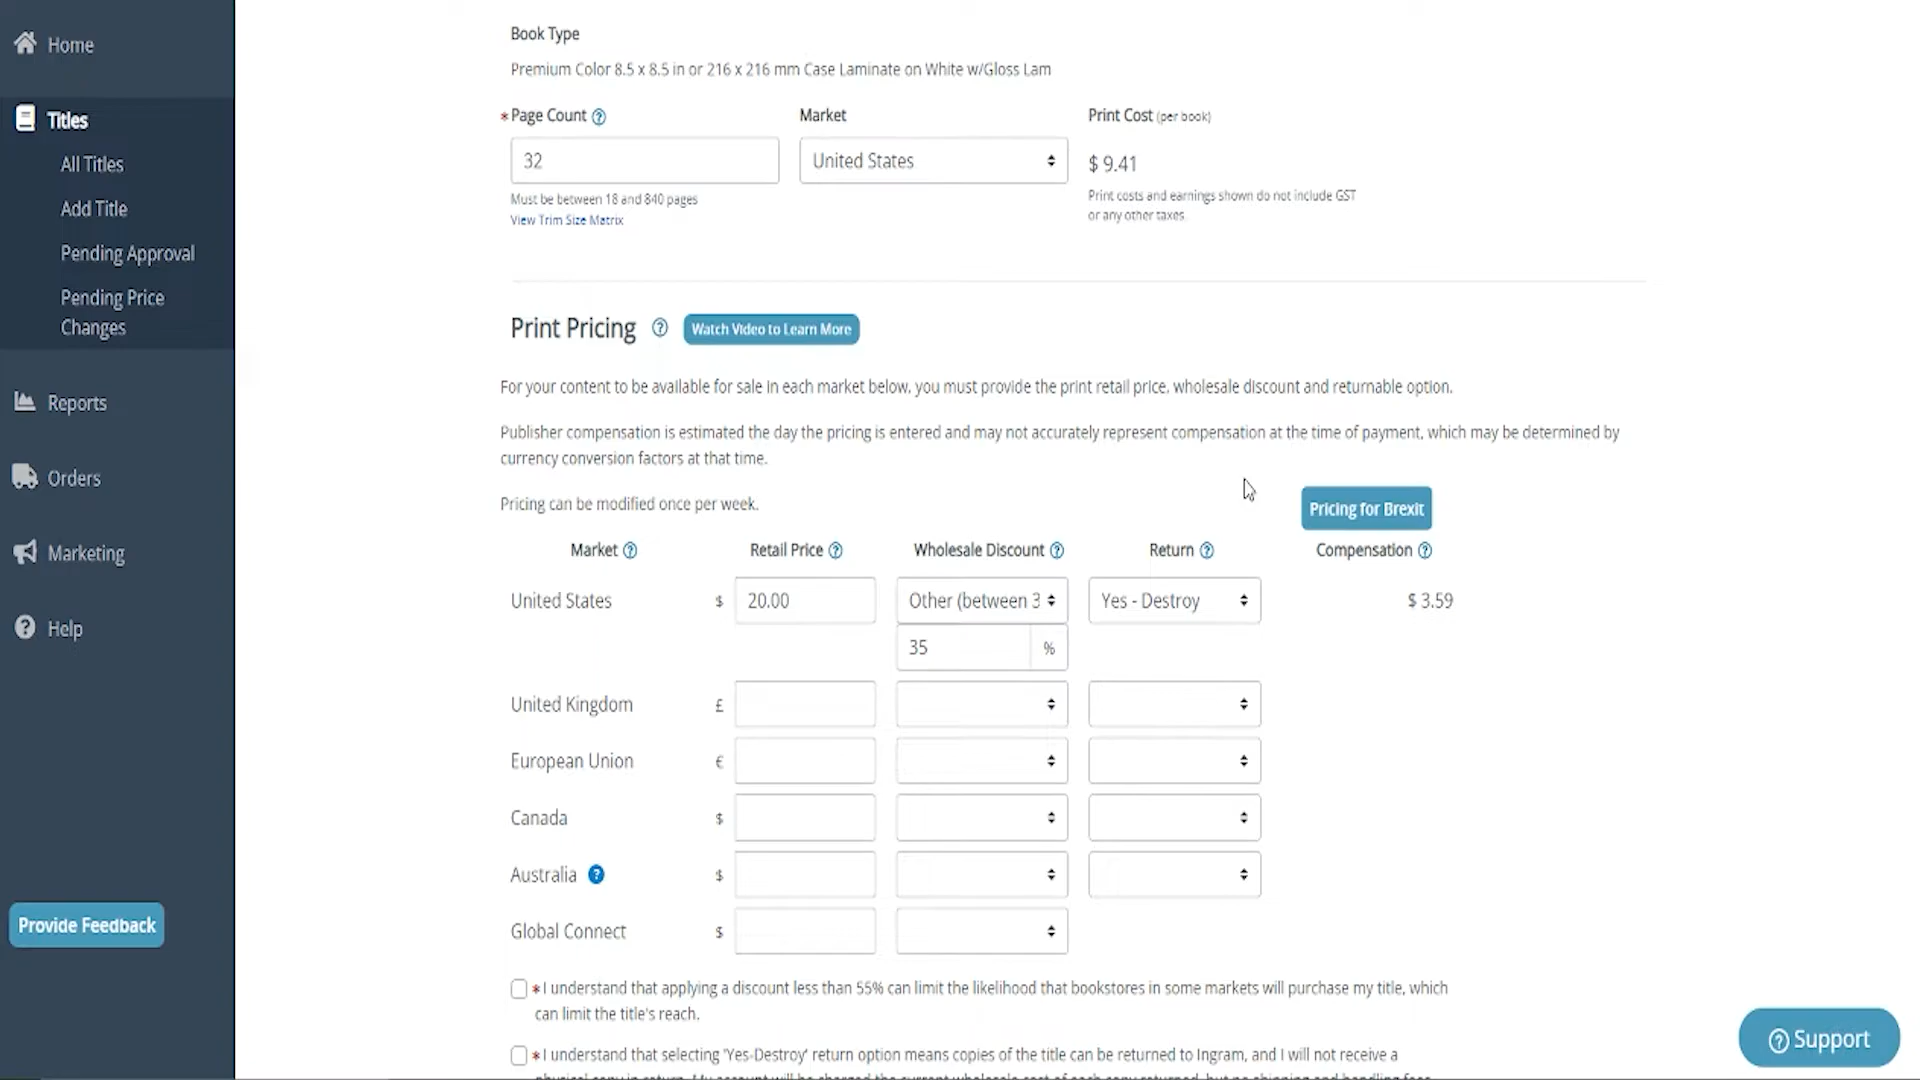 Home
Titles
All Titles
Add Title
Pending Approval
Pending Price
Changes
Reports
Orders
Marketing
Help
Provide Feedback
Book Type
Premium Color 8.5 x 8.5 in or 216 x 216 mm Case Laminate on White w/Gloss Lam
* Page Count ? Market Print Cost (per book)
32 United States $ 9.41
Must be between 18 and 840 pages
View Trim Size Matrix
Print costs and earnings shown do not include GST
or any other taxes
Print Pricing ? Watch Video to Learn More
For your content to be available for sale in each market below, you must provide the print retail price, wholesale discount and returnable option.
Publisher compensation is estimated the day the pricing is entered and may not accurately represent compensation at the time of payment, which may be determined by
currency conversion factors at that time.
Pricing can be modified once per week.
Pricing for Brexit
Market ? Retail Price ? Wholesale Discount ? Return ? Compensation ?
United States $ 20.00 Other (between 3 Yes - Destroy $ 3.59
35 %
United Kingdom £
European Union €
Canada $
Australia ? $
Global Connect $
* I understand that applying a discount less than 55% can limit the likelihood that bookstores in some markets will purchase my title, which
can limit the title's reach.
* I understand that selecting 'Yes-Destroy' return option means copies of the title can be returned to Ingram, and I will not receive a
? Support